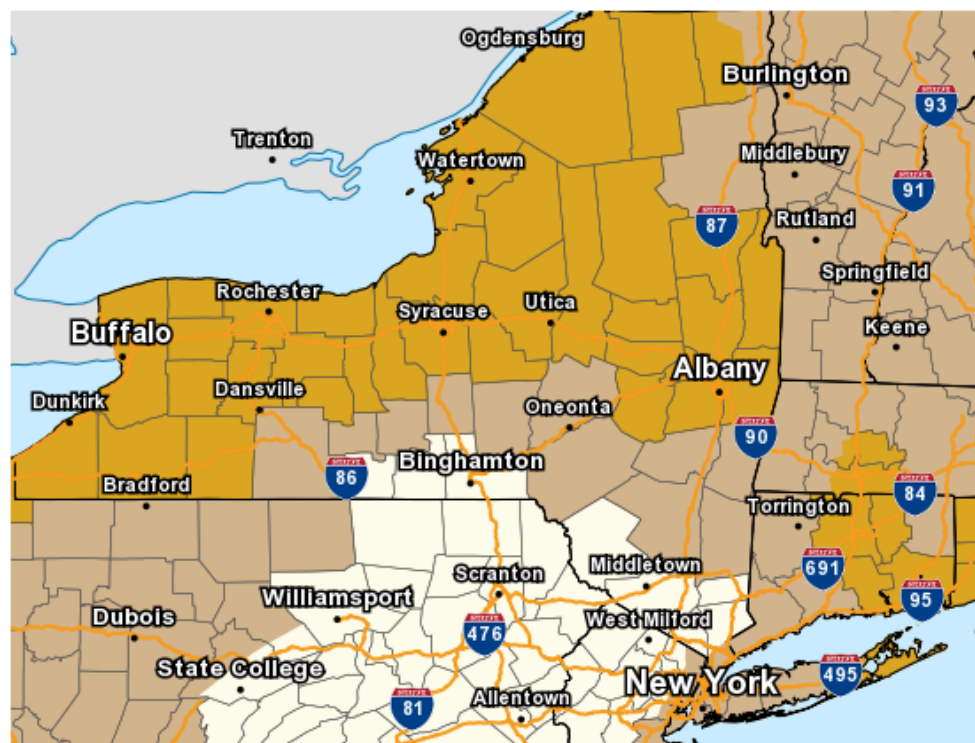 Ogdensburg
Burlington
93
Trenton
Watertown
Middlebury
91
87
Rutland
Springfield
Rochester
Syracuse
Utica
Buffalo
Keene
Dansville
Albany
Dunkirk
Oneonta
90
Binghamton
86
Bradford
84
Torrington
Scranton
Middletown
691
Williamsport
95
Dubois
476
West Milford
State College
New York
495
81
Allentown